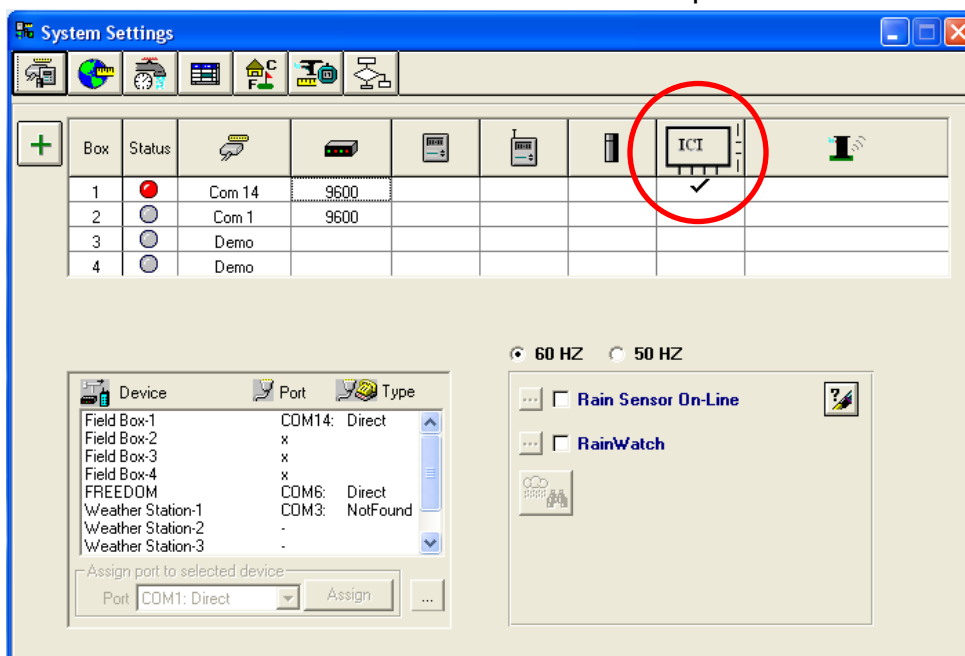 System Settings
C
F
Box Status ICI
1 Com 14 9600
2 Com 1 9600
3 Demo
4 Demo
60 HZ 50 HZ
Device Port Type
Field Box-1 COM14: Direct
Field Box-2 x
Field Box-3 x
Field Box-4 x
FREEDOM COM6: Direct
Weather Station-1 COM3: NotFound
Weather Station-2 -
Weather Station-3 -
Assign port to selected device
Port COM1: Direct Assign ...
... Rain Sensor On-Line
... RainWatch